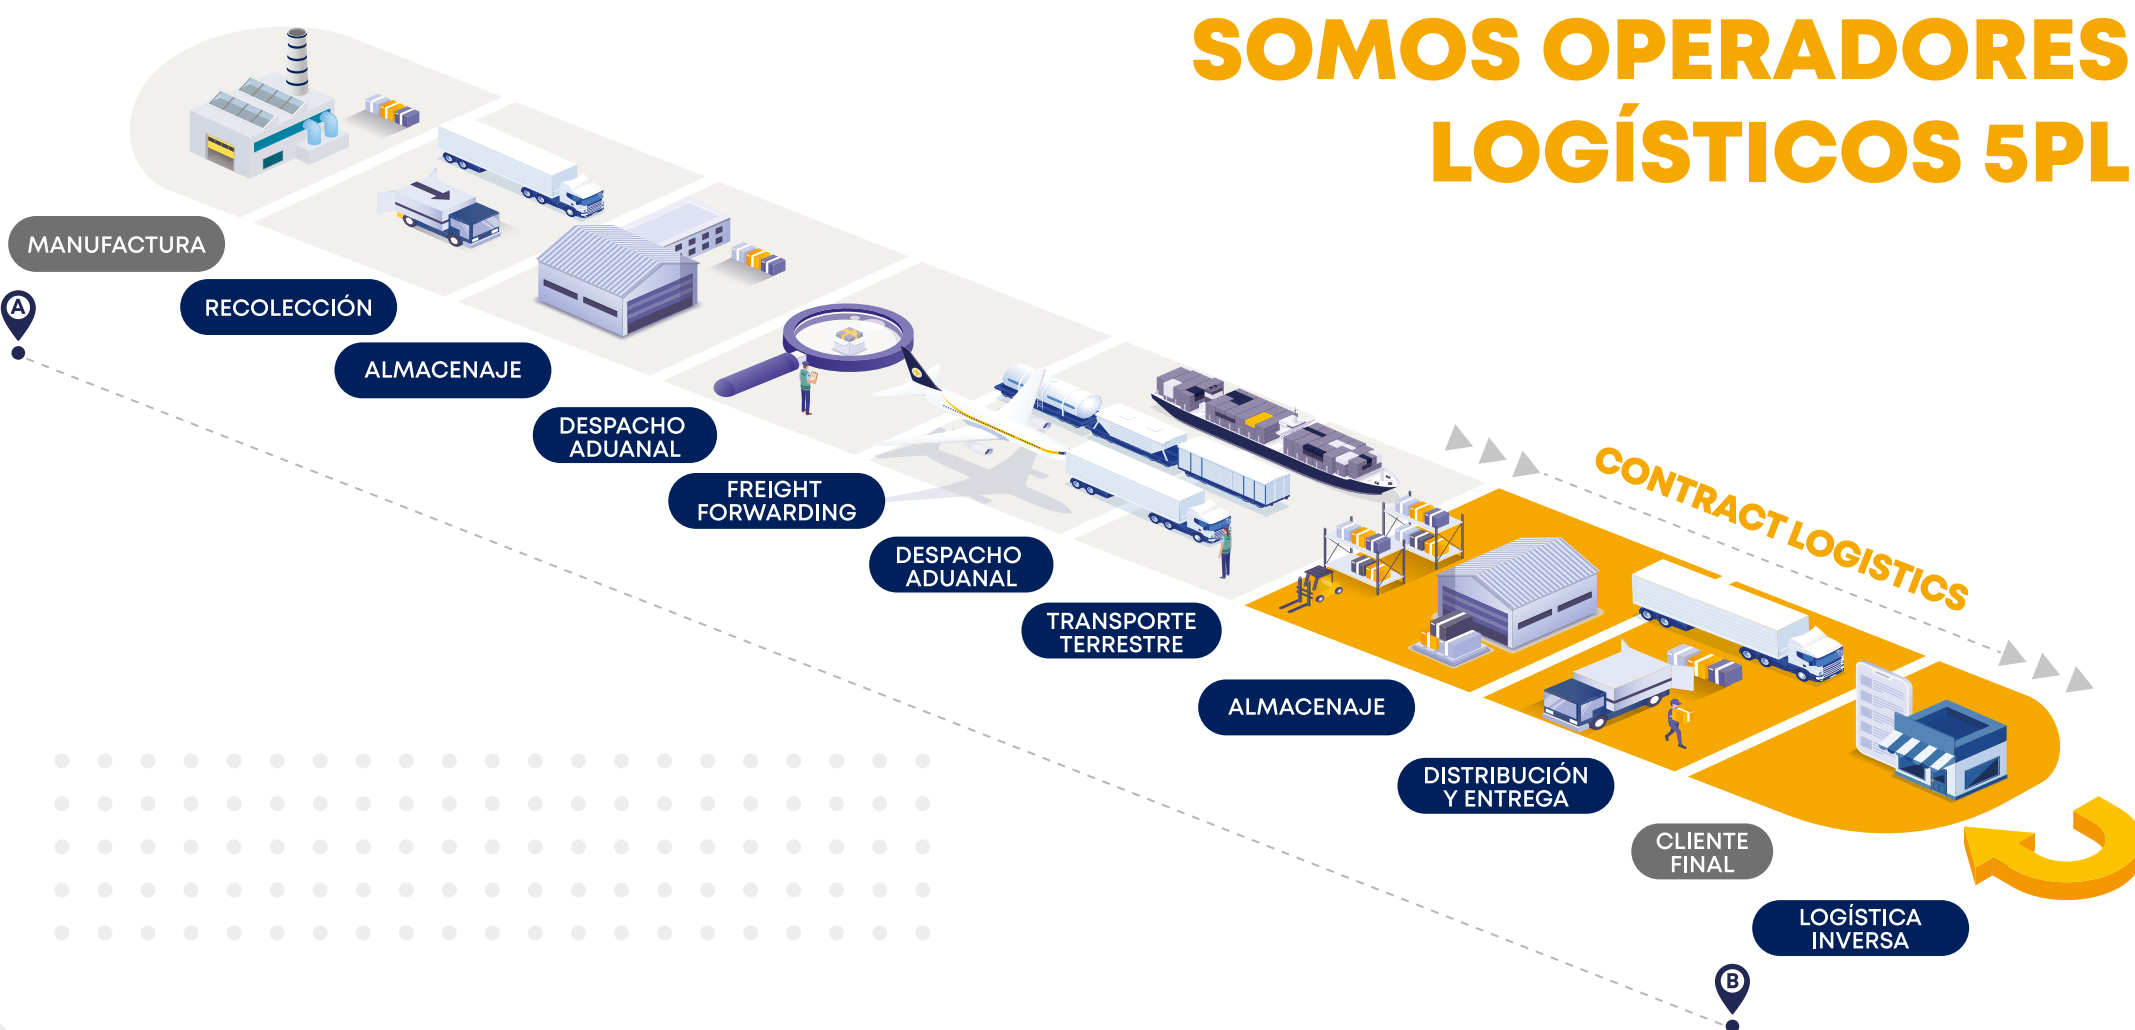 SOMOS OPERADORES
LOGÍSTICOS 5PL
MANUFACTURA
A
RECOLECCIÓN
ALMACENAJE
DESPACHO
ADUANAL
FREIGHT
FORWARDING
DESPACHO
ADUANAL
TRANSPORTE
TERRESTRE
CONTRACT LOGISTICS
ALMACENAJE
DISTRIBUCIÓN
Y ENTREGA
CLIENTE
FINAL
LOGÍSTICA
INVERSA
B